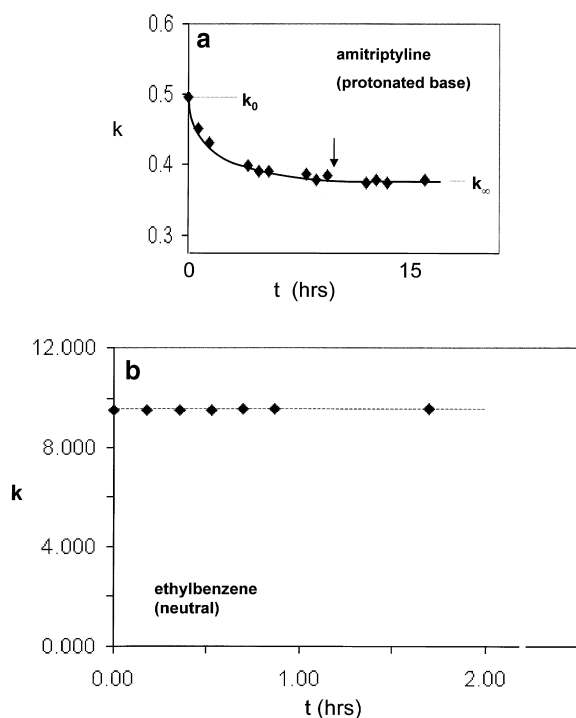 0.6
a
amitriptyline
(protonated base)
0.5
k₀
k
0.4
k∞
0.3
0
15
t (hrs)
12.000
b
8.000
k
4.000
ethylbenzene
(neutral)
0.000
0.00
1.00
2.00
t (hrs)